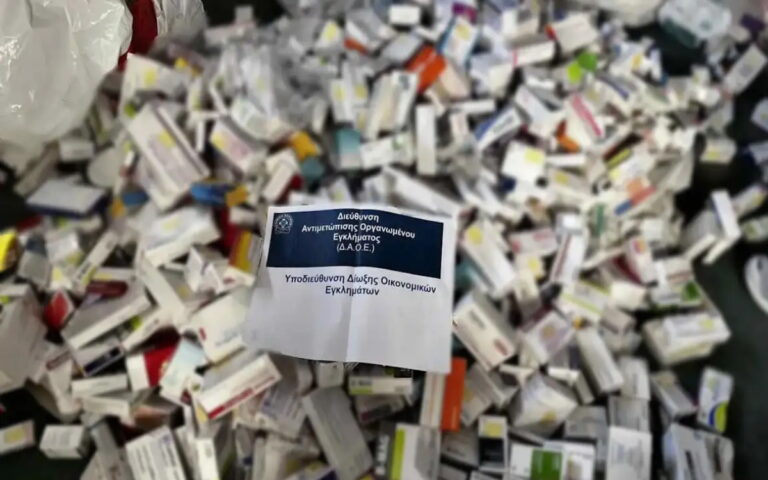 Διεύθυνση
Αντιμετώπισης Οργανωμένου
Εγκλήματος
(Δ.Α.Ο.Ε.)
Υποδιεύθυνση Δίωξης Οικονομικών
Εγκλημάτων